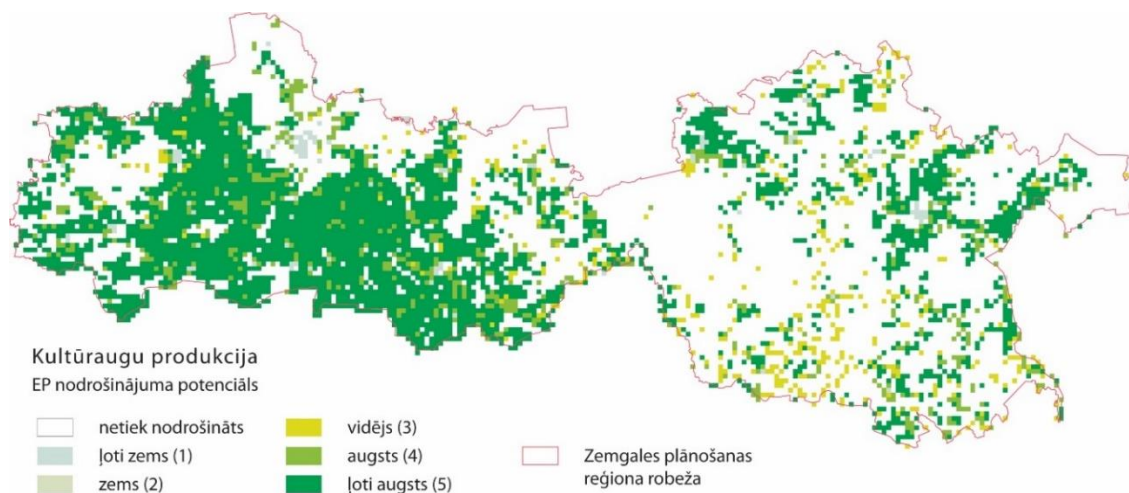 Kultūraugu produkcija
EP nodrošinājuma potenciāls
netiek nodrošināts
ļoti zems (1)
zems (2)
vidējs (3)
augsts (4)
ļoti augsts (5)
Zemgales plānošanas
reģiona robeža